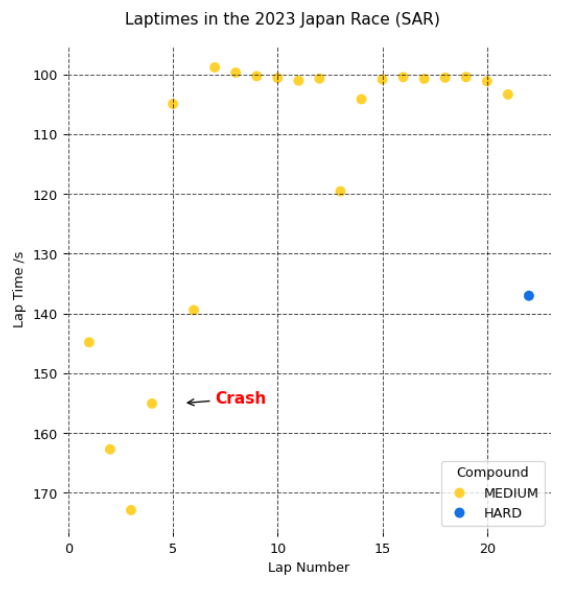 Laptimes in the 2023 Japan Race (SAR)
100
110
120
130
140
150
160
170
Lap Time /s
Crash
Compound
MEDIUM
HARD
0 5 10 15 20
Lap Number